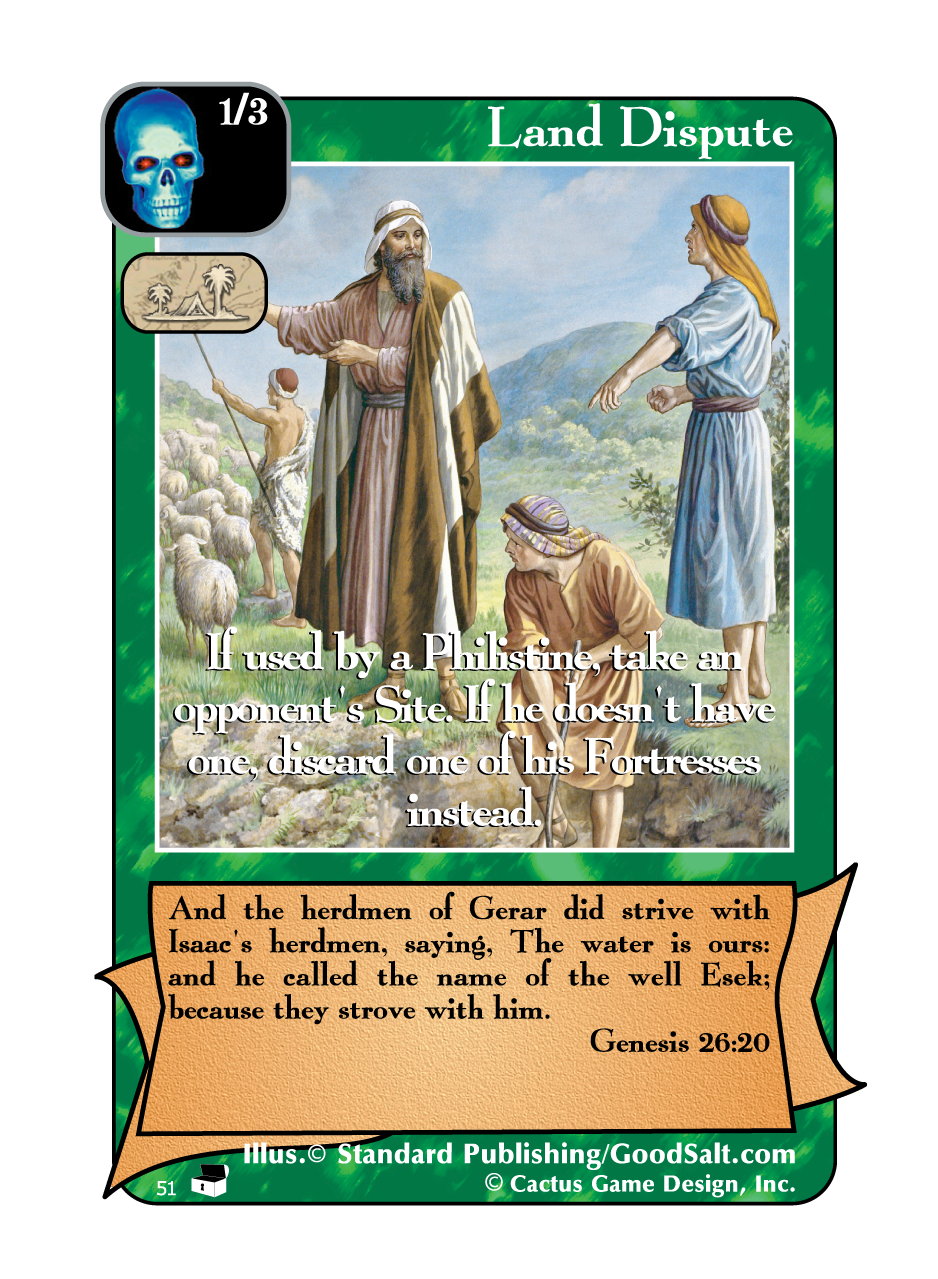 1/3
Land Dispute
If used by a Philistine, take an
opponent's Site. If he doesn't have
one, discard one of his Fortresses
instead.
And the herdmen of Gerar did strive with
Isaac's herdmen, saying, The water is ours:
and he called the name of the well Esek;
because they strove with him.
Genesis 26:20
Illus.© Standard Publishing/GoodSalt.com
51
© Cactus Game Design, Inc.